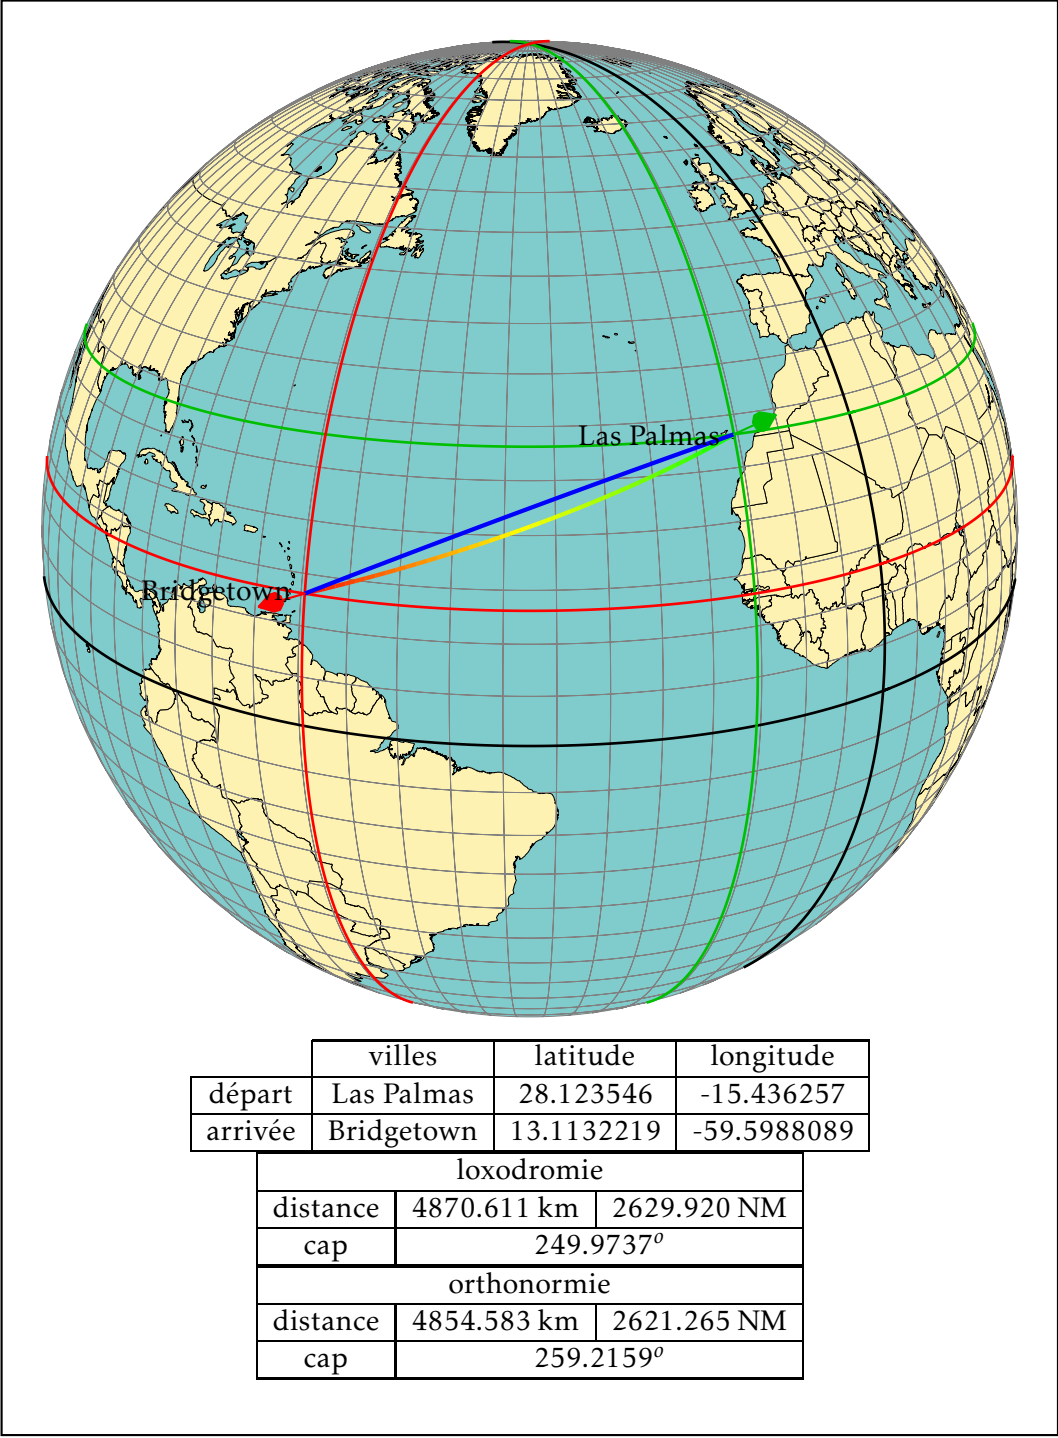 Las Palmas
Bridgetown
villes latitude longitude
départ Las Palmas 28.123546 -15.436257
arrivée Bridgetown 13.1132219 -59.5988089
loxodromie
distance 4870.611 km 2629.920 NM
cap 249.9737°
orthonormie
distance 4854.583 km 2621.265 NM
cap 259.2159°